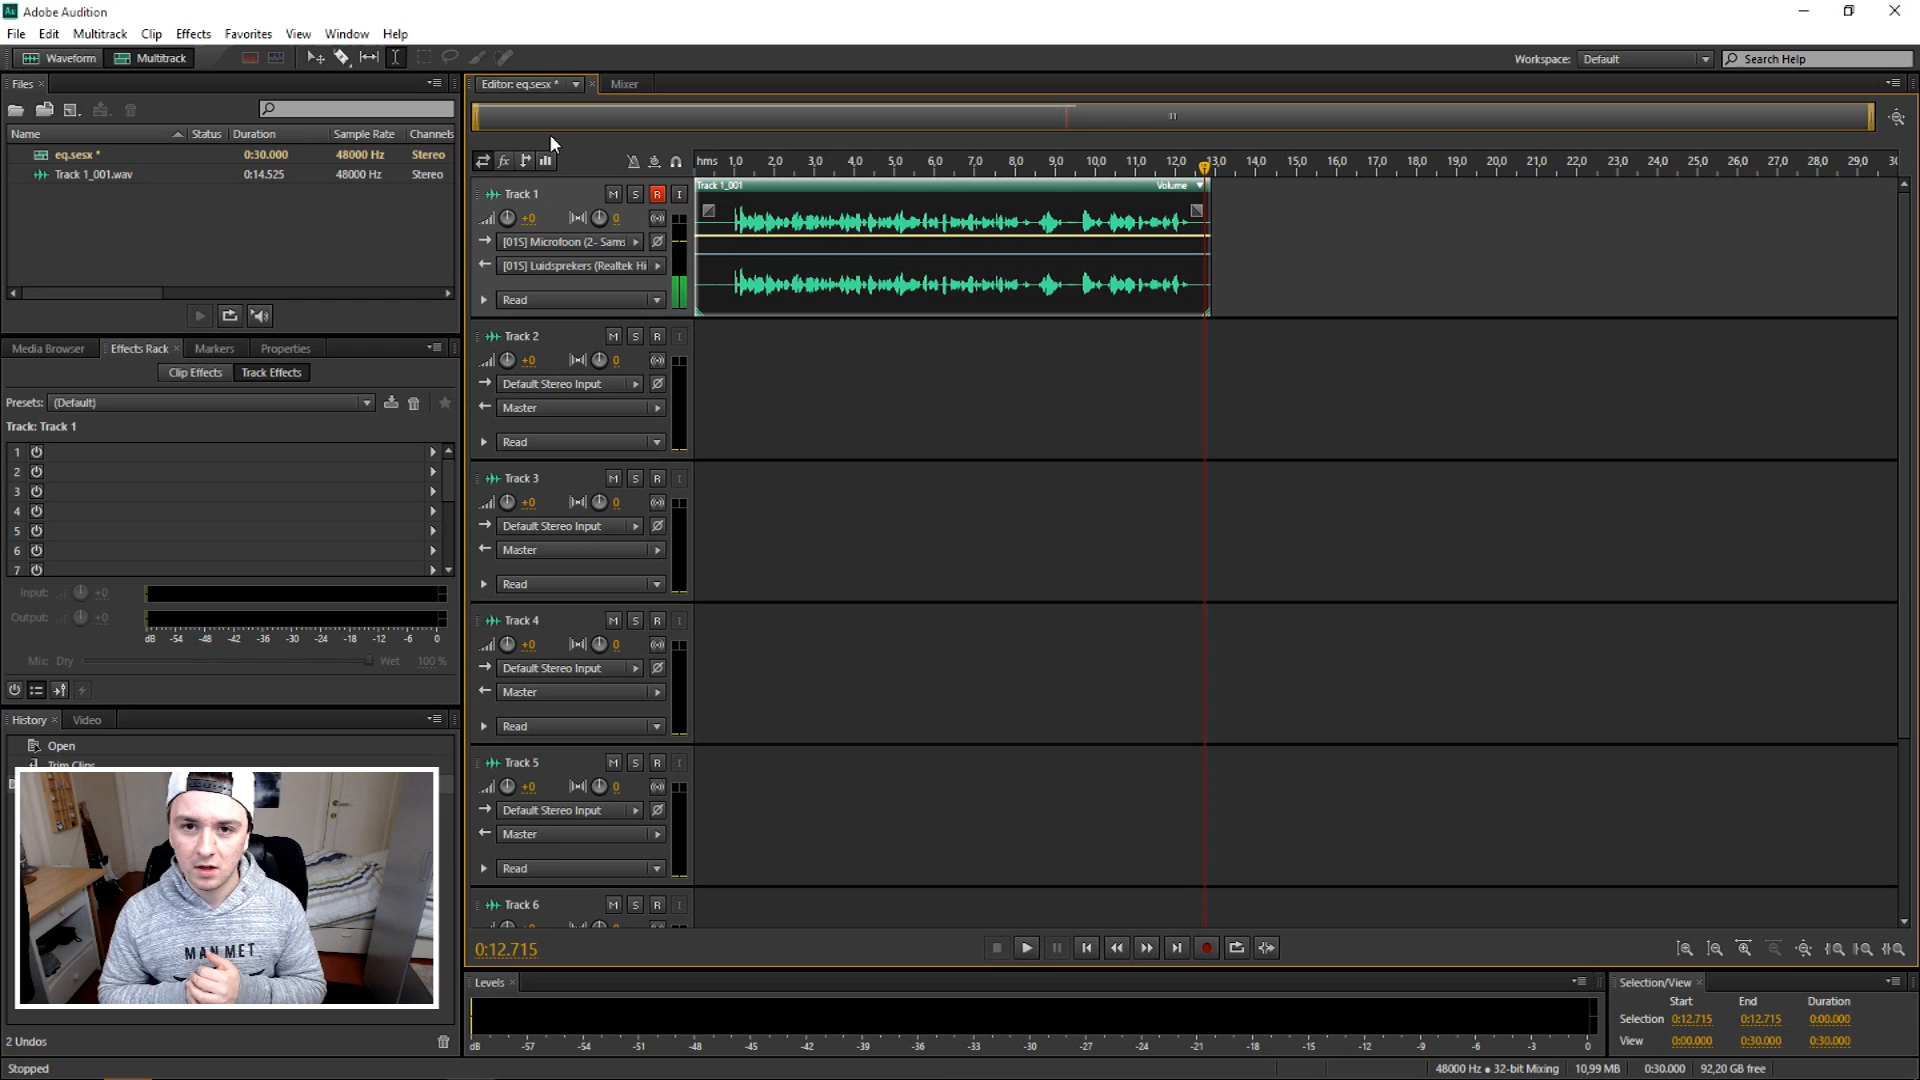 Au Adobe Audition
File Edit Multitrack Clip Effects Favorites View Window Help
Waveform Multitrack Workspace: Default Search Help
Files × Editor: eq.sesx * × Mixer
Name Status Duration Sample Rate Channels
eq.sesx * 0:30.000 48000 Hz Stereo
Track 1_001.wav 0:14.525 48000 Hz Stereo
hms 1,0 2,0 3,0 4,0 5,0 6,0 7,0 8,0 9,0 10,0 11,0 12,0 13,0 14,0 15,0 16,0 17,0 18,0 19,0 20,0 21,0 22,0 23,0 24,0 25,0 26,0 27,0 28,0 29,0
fx
Track 1 M S R I
+0 0
[01S] Microfoon (2- Sams
[01S] Luidsprekers (Realtek Hi
Read
Track 1_001 Volume
Track 2 M S R I
+0 0
Default Stereo Input
Master
Read
Track 3 M S R I
+0 0
Default Stereo Input
Master
Read
Track 4 M S R I
+0 0
Default Stereo Input
Master
Read
Track 5 M S R I
+0 0
Default Stereo Input
Master
Read
Track 6 M S R I
Media Browser Effects Rack × Markers Properties
Clip Effects Track Effects
Presets: (Default)
Track: Track 1
1
2
3
4
5
6
7
Input: +0
Output: +0
dB -54 -48 -42 -36 -30 -24 -18 -12 -6 0
Mix: Dry Wet 100 %
History × Video
Open
Trim Clips
MAN MET
2 Undos
Stopped
0:12.715
Levels ×
dB -57 -54 -51 -48 -45 -42 -39 -36 -33 -30 -27 -24 -21 -18 -15 -12 -9 -6 -3 0
Selection/View ×
Start End Duration
Selection 0:12.715 0:12.715 0:00.000
View 0:00.000 0:30.000 0:30.000
48000 Hz ● 32-bit Mixing 10,99 MB 0:30.000 92,20 GB free